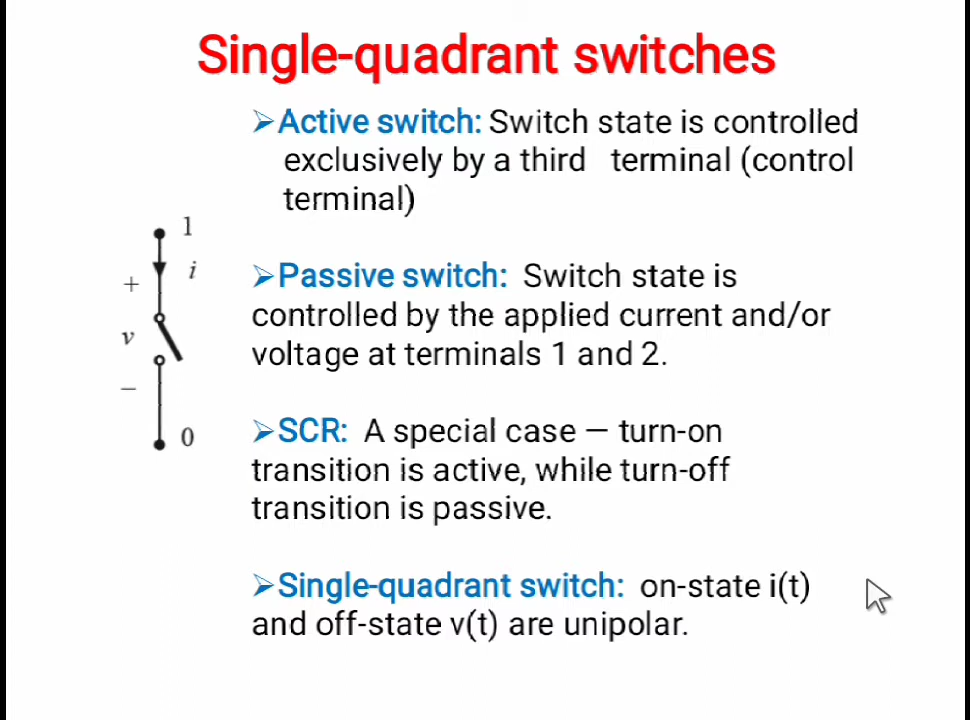 Single-quadrant switches
➢Active switch: Switch state is controlled
exclusively by a third terminal (control
terminal)
1
i
+
v
–
0
➢Passive switch: Switch state is
controlled by the applied current and/or
voltage at terminals 1 and 2.
➢SCR: A special case — turn-on
transition is active, while turn-off
transition is passive.
➢Single-quadrant switch: on-state i(t)
and off-state v(t) are unipolar.